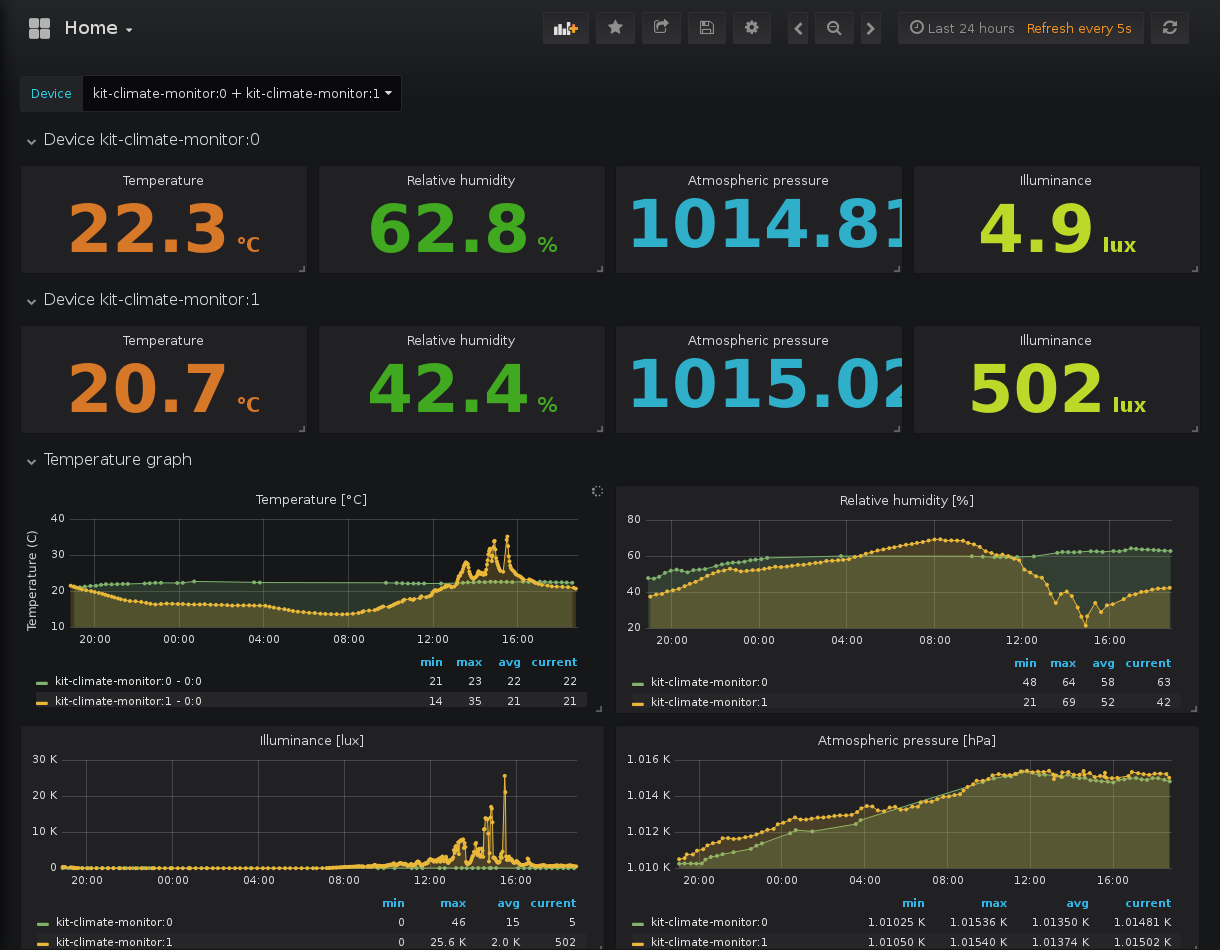 Home
Last 24 hours Refresh every 5s
Device kit-climate-monitor:0 + kit-climate-monitor:1
Device kit-climate-monitor:0
Temperature Relative humidity Atmospheric pressure Illuminance
22.3 °C 62.8 % 1014.81 4.9 lux
Device kit-climate-monitor:1
Temperature Relative humidity Atmospheric pressure Illuminance
20.7 °C 42.4 % 1015.02 502 lux
Temperature graph
Temperature [°C]
Temperature (C)
40
30
20
10
20:00 00:00 04:00 08:00 12:00 16:00
min max avg current
kit-climate-monitor:0 - 0:0 21 23 22 22
kit-climate-monitor:1 - 0:0 14 35 21 21
Relative humidity [%]
80
60
40
20
20:00 00:00 04:00 08:00 12:00 16:00
min max avg current
kit-climate-monitor:0 48 64 58 63
kit-climate-monitor:1 21 69 52 42
Illuminance [lux]
30 K
20 K
10 K
0
20:00 00:00 04:00 08:00 12:00 16:00
min max avg current
kit-climate-monitor:0 0 46 15 5
kit-climate-monitor:1 0 25.6 K 2.0 K 502
Atmospheric pressure [hPa]
1.016 K
1.014 K
1.012 K
1.010 K
20:00 00:00 04:00 08:00 12:00 16:00
min max avg current
kit-climate-monitor:0 1.01025 K 1.01536 K 1.01350 K 1.01481 K
kit-climate-monitor:1 1.01050 K 1.01540 K 1.01374 K 1.01502 K